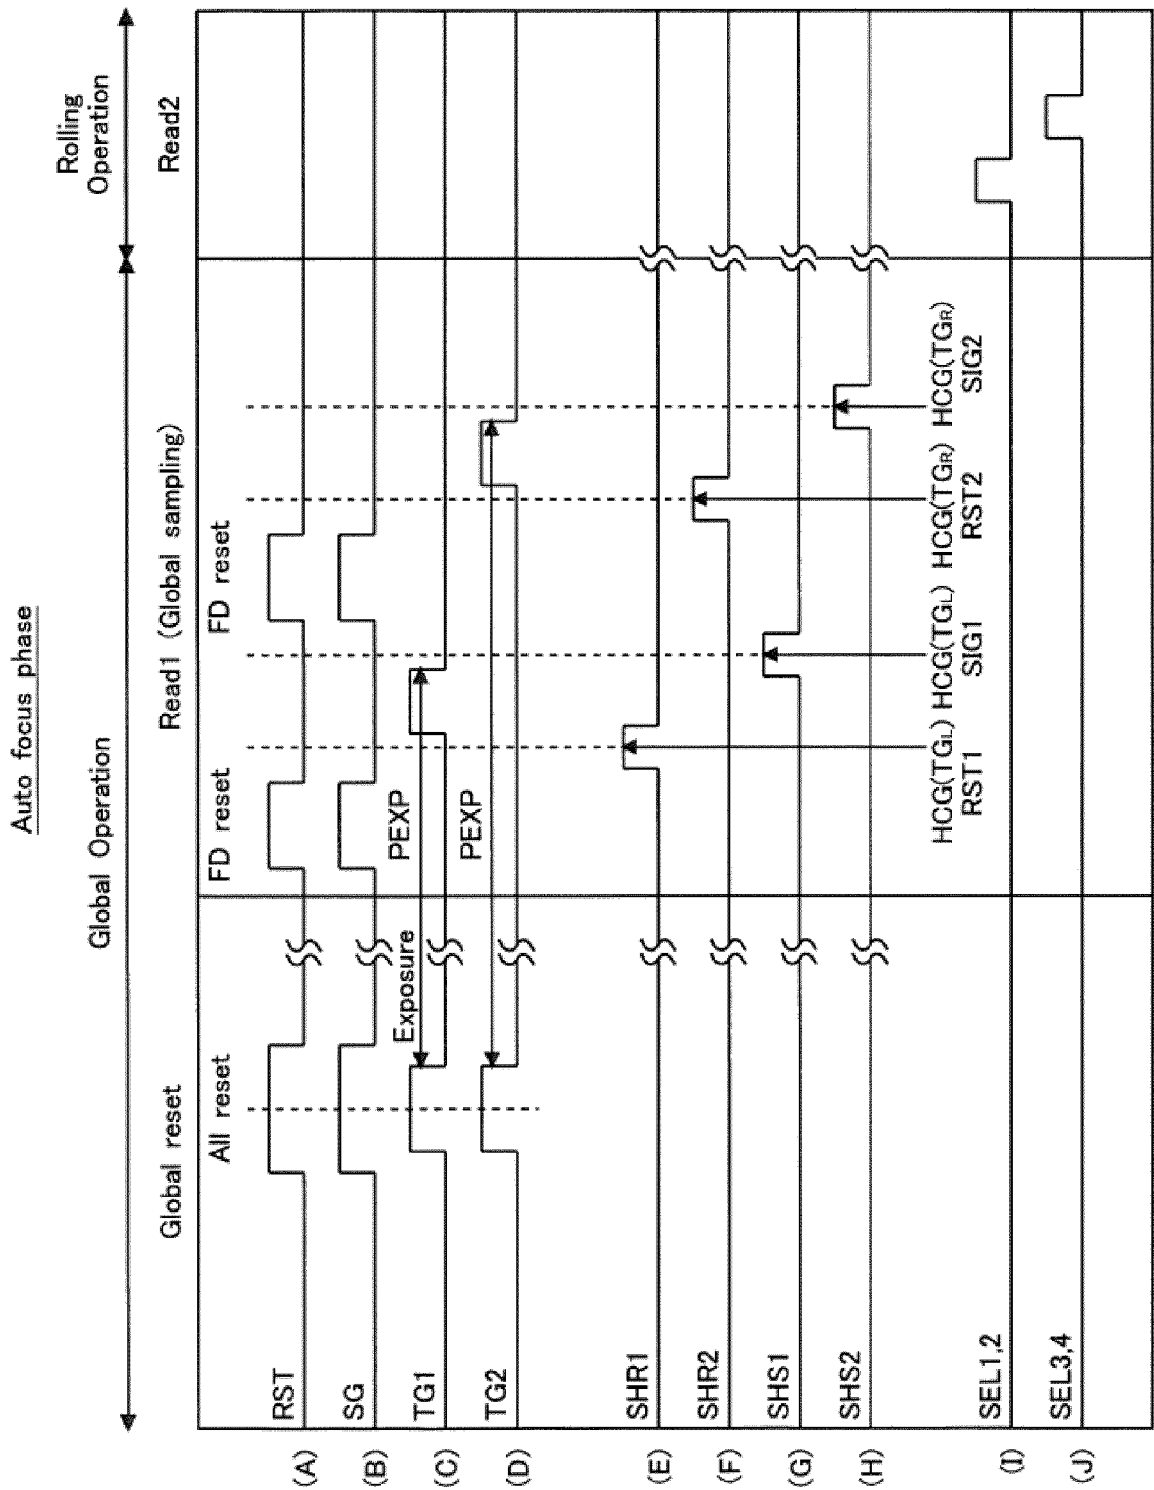 Auto focus phase
Global Operation
Rolling
Operation
Global reset
Read1 (Global sampling)
Read2
All reset
FD reset
FD reset
(A)
RST
(B)
SG
(C)
TG1
Exposure
PEXP
(D)
TG2
PEXP
(E)
SHR1
(F)
SHR2
(G)
SHS1
(H)
SHS2
HCG(TGL) HCG(TGL) HCG(TGR) HCG(TGR)
RST1 SIG1 RST2 SIG2
(I)
SEL1,2
(J)
SEL3,4